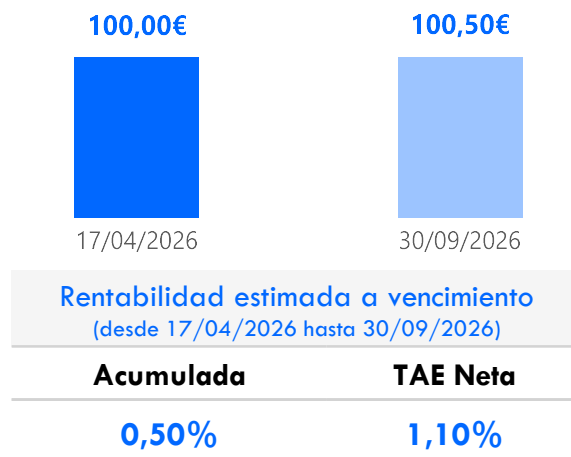 100,00€ 100,50€
17/04/2026 30/09/2026
Rentabilidad estimada a vencimiento
(desde 17/04/2026 hasta 30/09/2026)
Acumulada TAE Neta
0,50% 1,10%